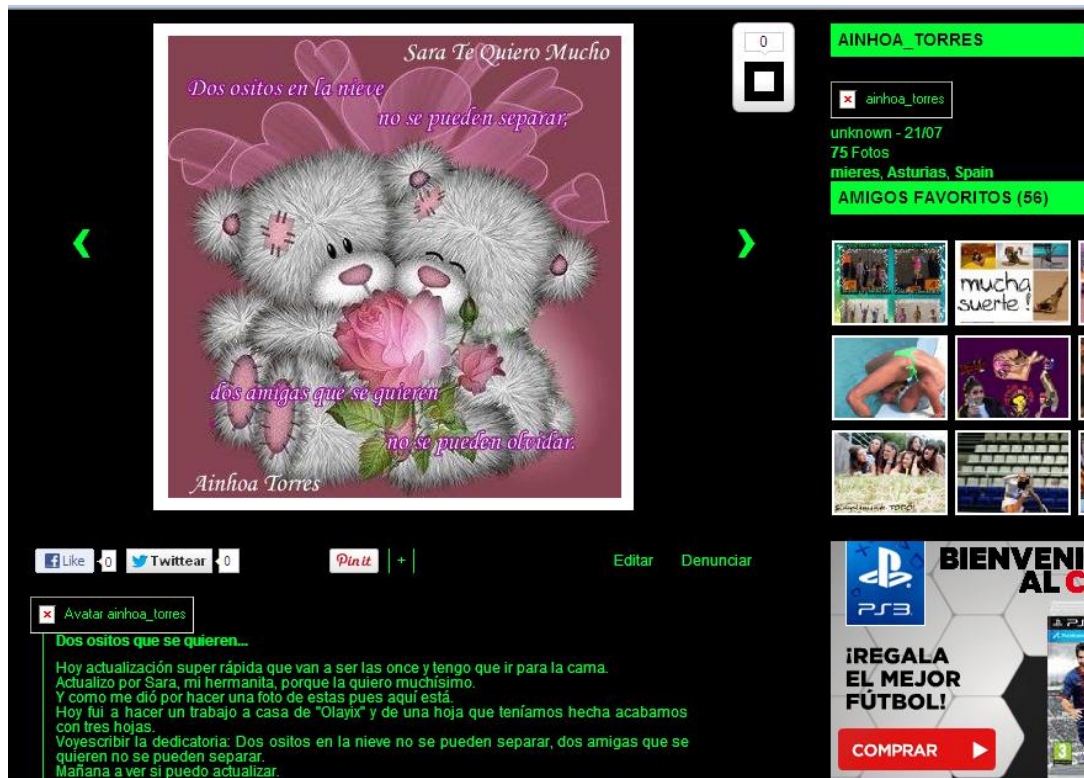 Sara Te Quiero Mucho
Dos ositos en la nieve
no se pueden separar,
dos amigas que se quieren
no se pueden olvidar.
Ainhoa Torres
0
AINHOA_TORRES
ainhoa_torres
unknown - 21/07
75 Fotos
mieres, Asturias, Spain
AMIGOS FAVORITOS (56)
mucha
suerte !
Like
0
Twittear
0
Pin it
+
Editar
Denunciar
Avatar ainhoa_torres
Dos ositos que se quieren...
Hoy actualización super rápida que van a ser las once y tengo que ir para la cama.
Actualizo por Sara, mi hermanita, porque la quiero muchísimo.
Y como me dió por hacer una foto de estas pues aquí está.
Hoy fui a hacer un trabajo a casa de "Olayix" y de una hoja que teníamos hecha acabamos
con tres hojas.
Voyescribir la dedicatoria: Dos ositos en la nieve no se pueden separar, dos amigas que se
quieren no se pueden separar.
Mañana a ver si puedo actualizar.
PS3
BIENVENI
AL C
¡REGALA
EL MEJOR
FÚTBOL!
COMPRAR
3